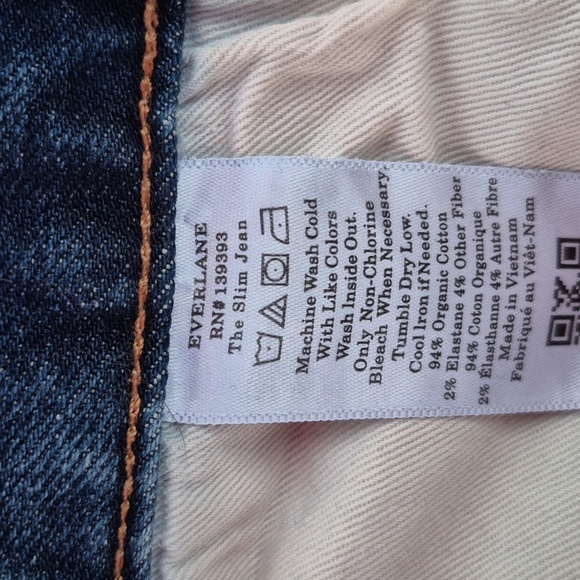 EVERLANE
RN# 139393
The Slim Jean
Machine Wash Cold
With Like Colors
Wash Inside Out.
Only Non-Chlorine
Bleach When Necessary.
Tumble Dry Low.
Cool Iron if Needed.
94% Organic Cotton
2% Elastane 4% Other Fiber
94% Coton Organique
2% Élasthanne 4% Autre Fibre
Made in Vietnam
Fabriqué au Viêt-Nam